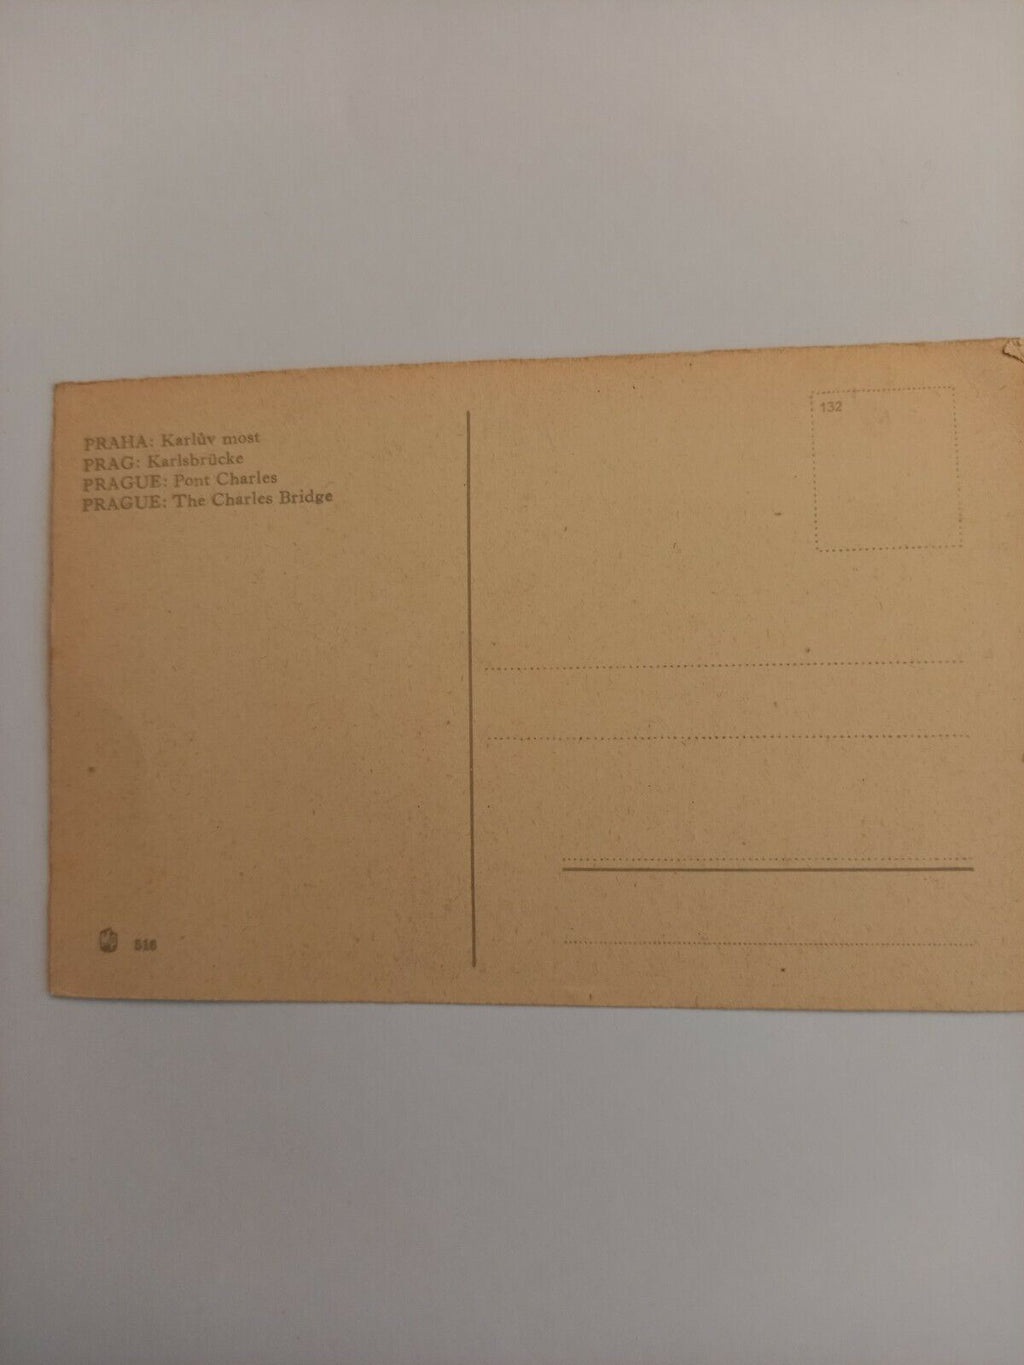 PRAHA: Karlův most
PRAG: Karlsbrücke
PRAGUE: Pont Charles
PRAGUE: The Charles Bridge
132
516